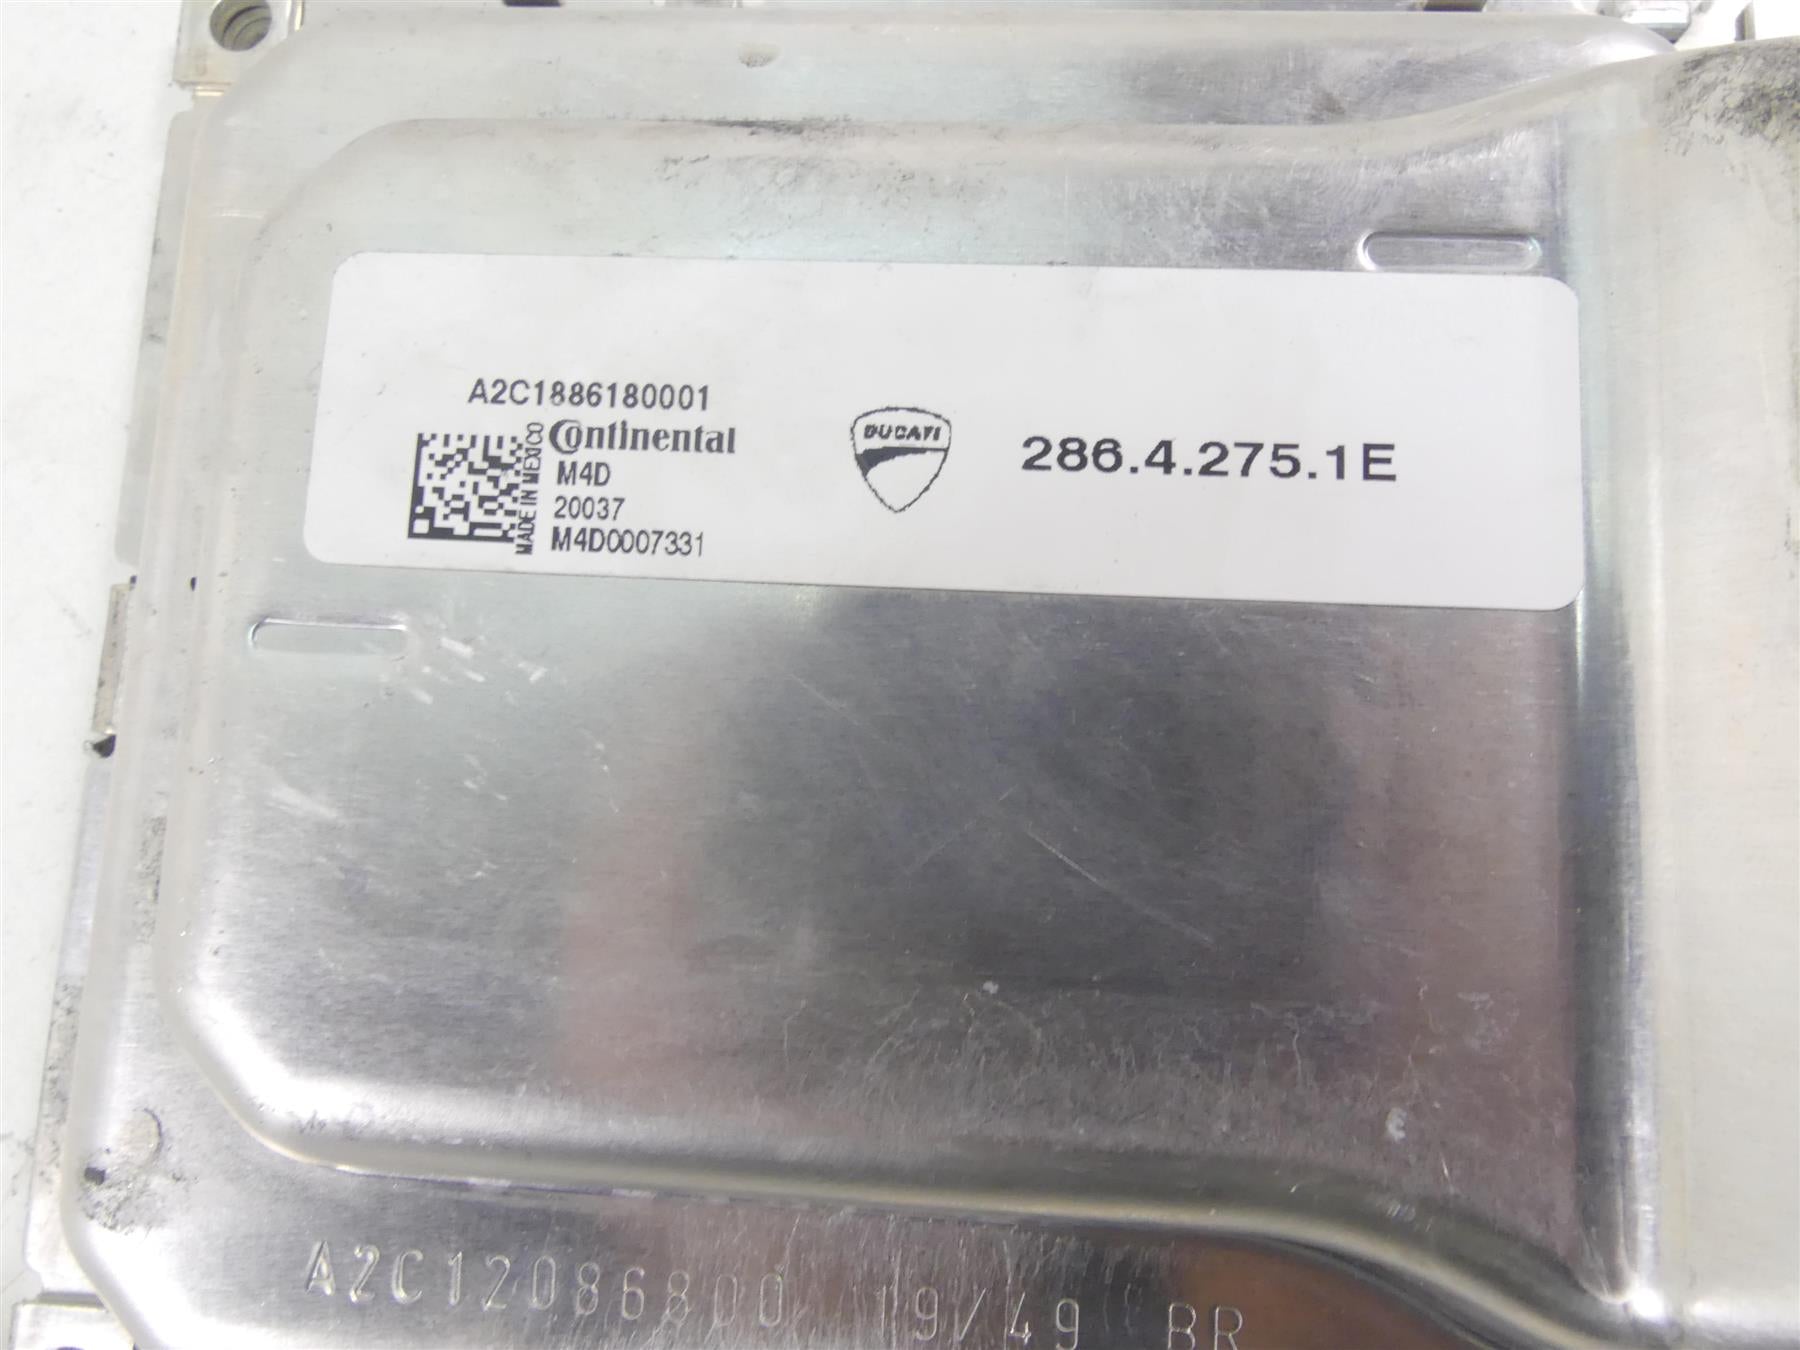 A2C1886180001
Continental
MADE IN MEXICO
M4D
20037
M4D0007331
DUCATI
286.4.275.1E
A2C12086800 19/49 BR